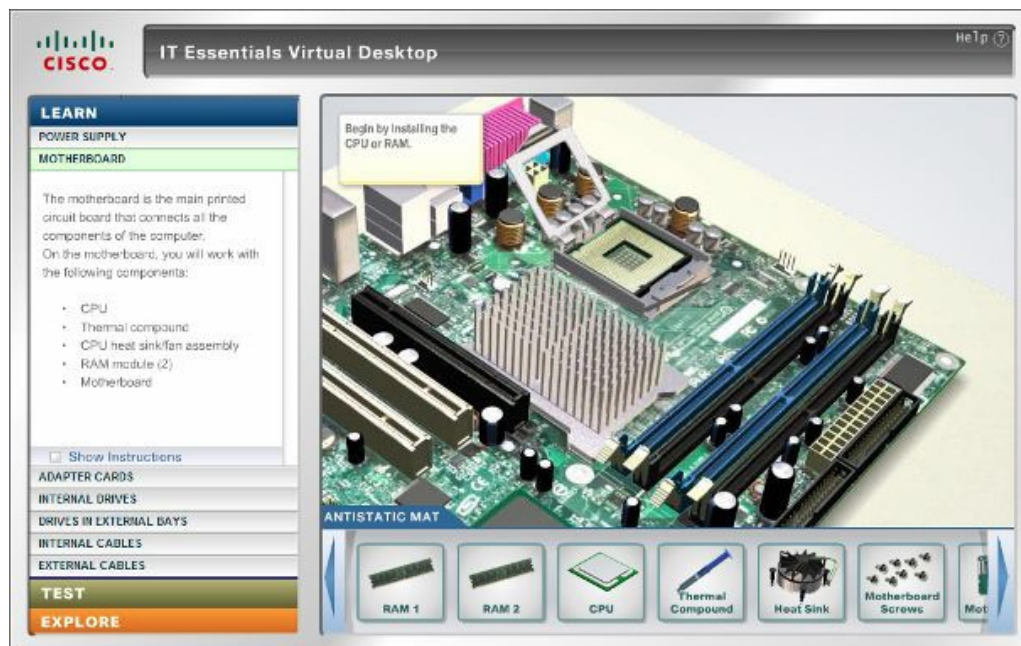 CISCO
IT Essentials Virtual Desktop
Help ?
LEARN
POWER SUPPLY
MOTHERBOARD
The motherboard is the main printed
circuit board that connects all the
components of the computer.
On the motherboard, you will work with
the following components:
• CPU
• Thermal compound
• CPU heat sink/fan assembly
• RAM module (2)
• Motherboard
Show Instructions
ADAPTER CARDS
INTERNAL DRIVES
DRIVES IN EXTERNAL BAYS
INTERNAL CABLES
EXTERNAL CABLES
TEST
EXPLORE
Begin by Installing the
CPU or RAM.
ANTISTATIC MAT
RAM 1
RAM 2
CPU
Thermal
Compound
Heat Sink
Motherboard
Screws
Mot